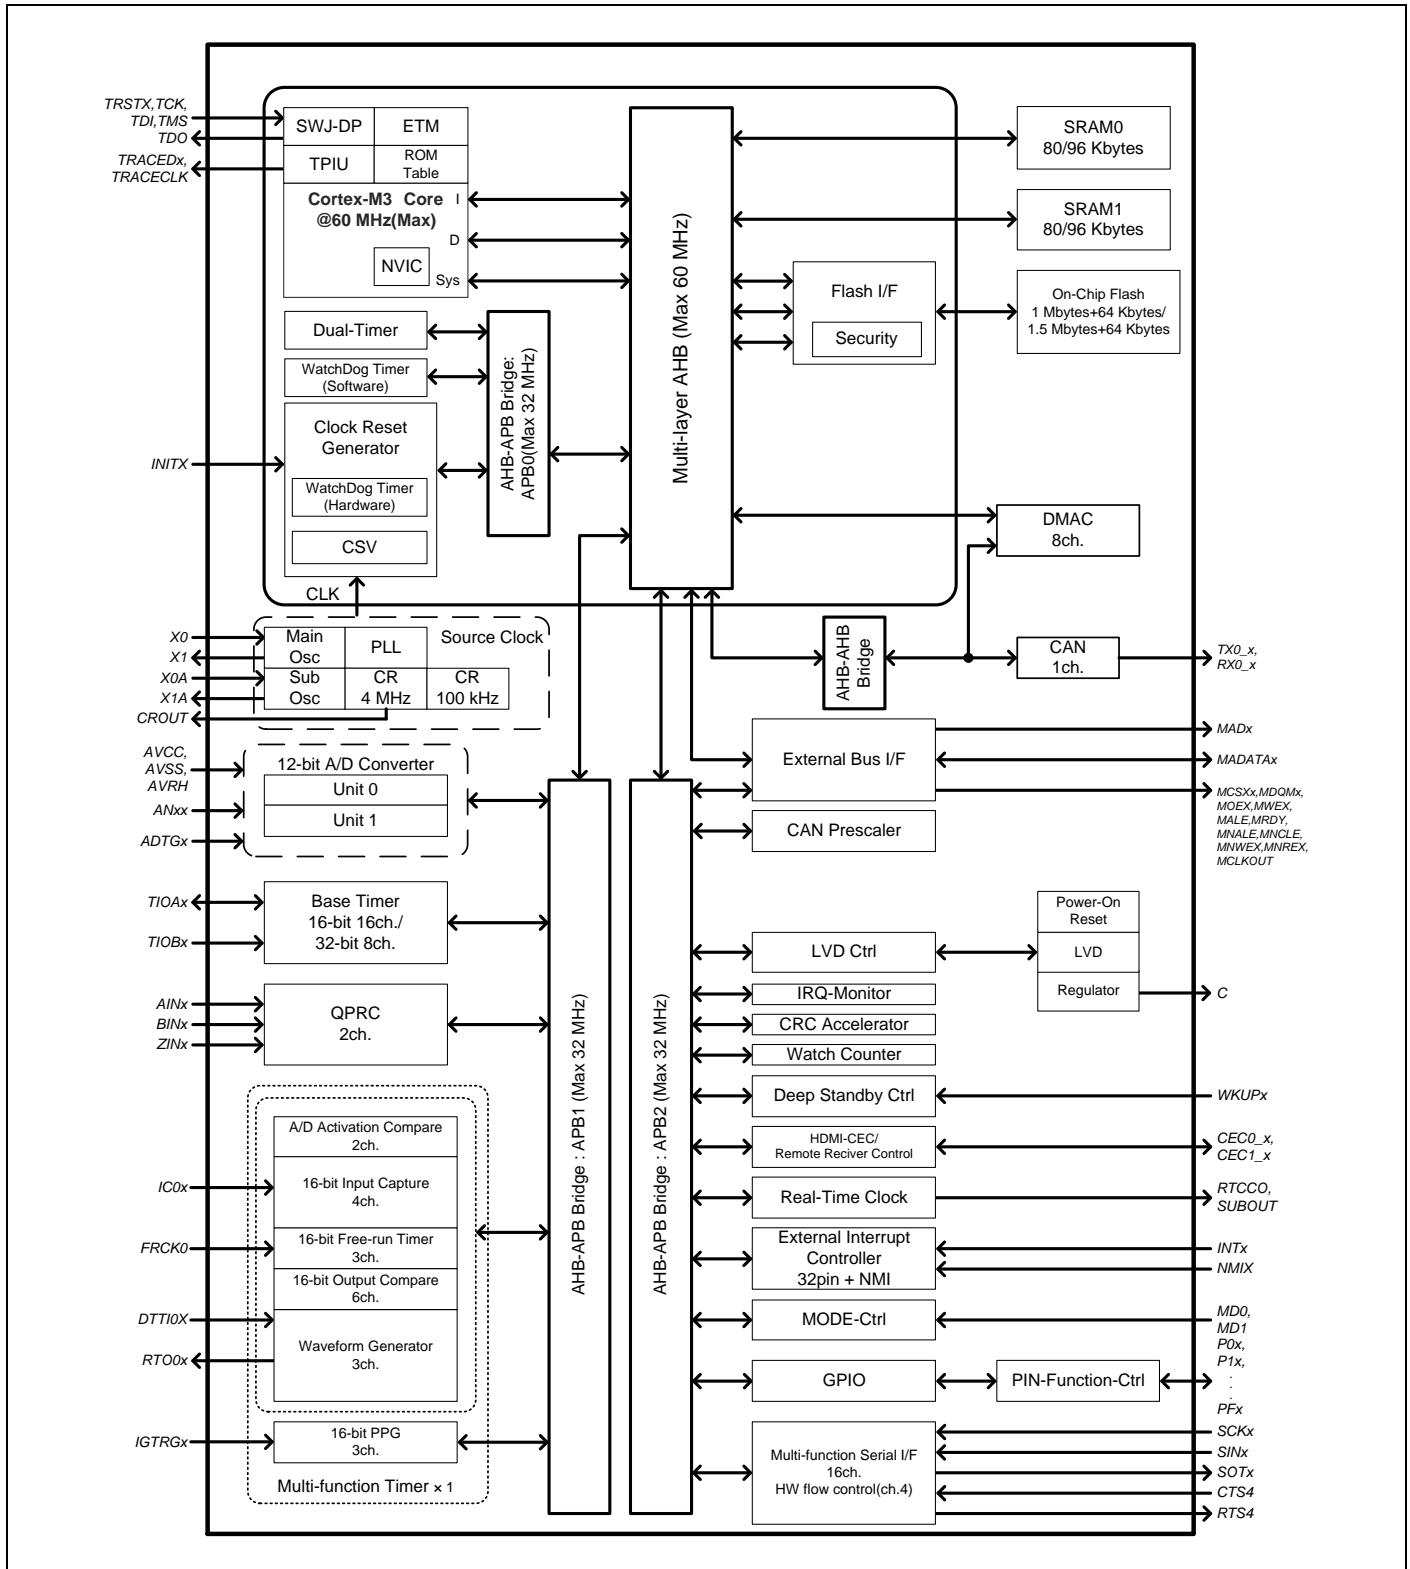 TRSTX,TCK,
TDI,TMS
TDO
TRACEDx,
TRACECLK
SWJ-DP
ETM
TPIU
ROM
Table
Cortex-M3 Core
@60 MHz(Max)
I
D
NVIC
Sys
Multi-layer AHB (Max 60 MHz)
SRAM0
80/96 Kbytes
SRAM1
80/96 Kbytes
Flash I/F
Security
On-Chip Flash
1 Mbytes+64 Kbytes/
1.5 Mbytes+64 Kbytes
Dual-Timer
WatchDog Timer
(Software)
AHB-APB Bridge:
APB0(Max 32 MHz)
INITX
Clock Reset
Generator
WatchDog Timer
(Hardware)
CSV
CLK
DMAC
8ch.
X0
X1
X0A
X1A
CROUT
Main
Osc
PLL
Source Clock
Sub
Osc
CR
4 MHz
CR
100 kHz
AHB-AHB
Bridge
CAN
1ch.
TX0_x,
RX0_x
AVCC,
AVSS,
AVRH
ANxx
ADTGx
12-bit A/D Converter
Unit 0
Unit 1
External Bus I/F
MADx
MADATAx
MCSXx,MDQMx,
MOEX,MWEX,
MALE,MRDY,
MNALE,MNCLE,
MNWEX,MNREX,
MCLKOUT
CAN Prescaler
TIOAx
TIOBx
Base Timer
16-bit 16ch./
32-bit 8ch.
LVD Ctrl
Power-On
Reset
LVD
Regulator
C
AINx
BINx
ZINx
QPRC
2ch.
AHB-APB Bridge : APB1 (Max 32 MHz)
AHB-APB Bridge : APB2 (Max 32 MHz)
IRQ-Monitor
CRC Accelerator
Watch Counter
Deep Standby Ctrl
WKUPx
HDMI-CEC/
Remote Reciver Control
CEC0_x,
CEC1_x
Real-Time Clock
RTCCO,
SUBOUT
External Interrupt
Controller
32pin + NMI
INTx
NMIX
MODE-Ctrl
MD0,
MD1
GPIO
PIN-Function-Ctrl
P0x,
P1x,
.
.
PFx
Multi-function Serial I/F
16ch.
HW flow control(ch.4)
SCKx
SINx
SOTx
CTS4
RTS4
IC0x
FRCK0
DTTI0X
RTO0x
IGTRGx
A/D Activation Compare
2ch.
16-bit Input Capture
4ch.
16-bit Free-run Timer
3ch.
16-bit Output Compare
6ch.
Waveform Generator
3ch.
16-bit PPG
3ch.
Multi-function Timer × 1